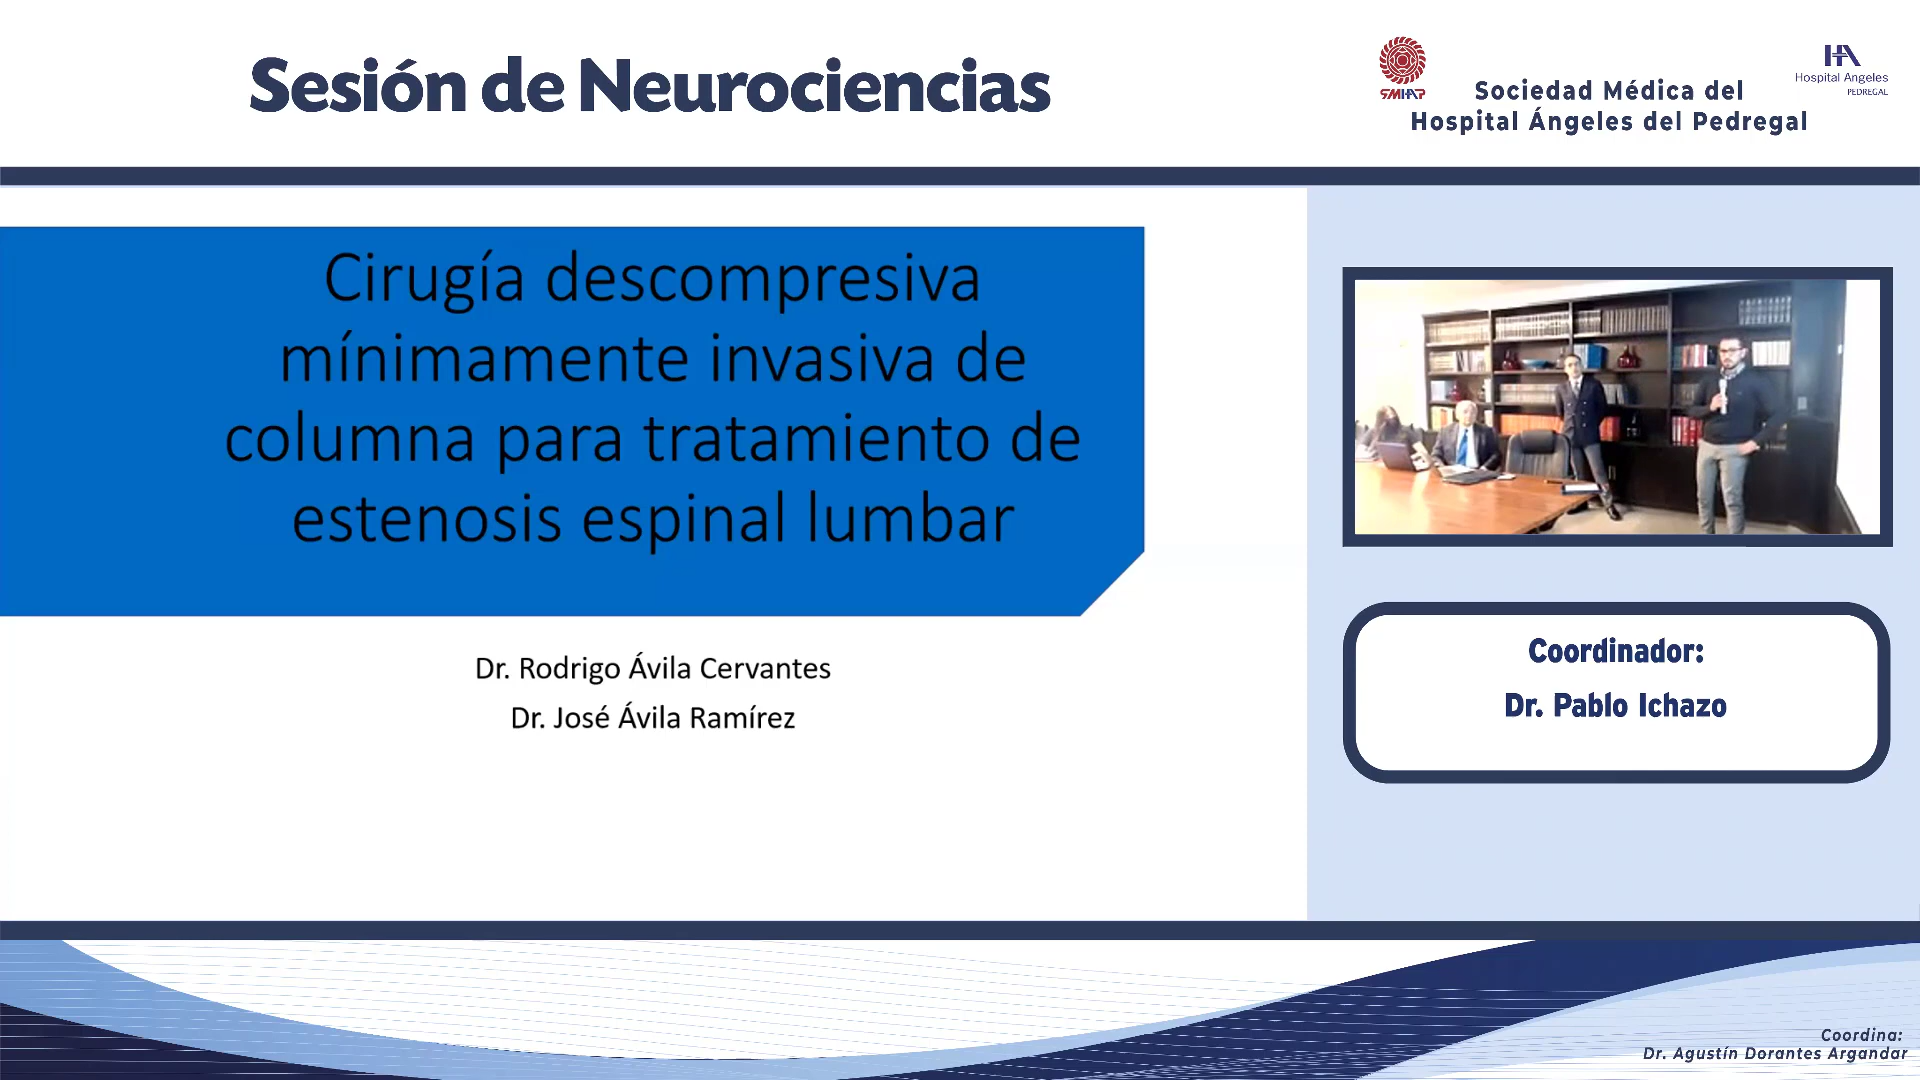 Sesión de Neurociencias
SMHAP
Sociedad Médica del
Hospital Ángeles del Pedregal
HA
Hospital Angeles
PEDREGAL
Cirugía descompresiva
mínimamente invasiva de
columna para tratamiento de
estenosis espinal lumbar
Dr. Rodrigo Ávila Cervantes
Dr. José Ávila Ramírez
Coordinador:
Dr. Pablo Ichazo
Coordina:
Dr. Agustín Dorantes Argandar